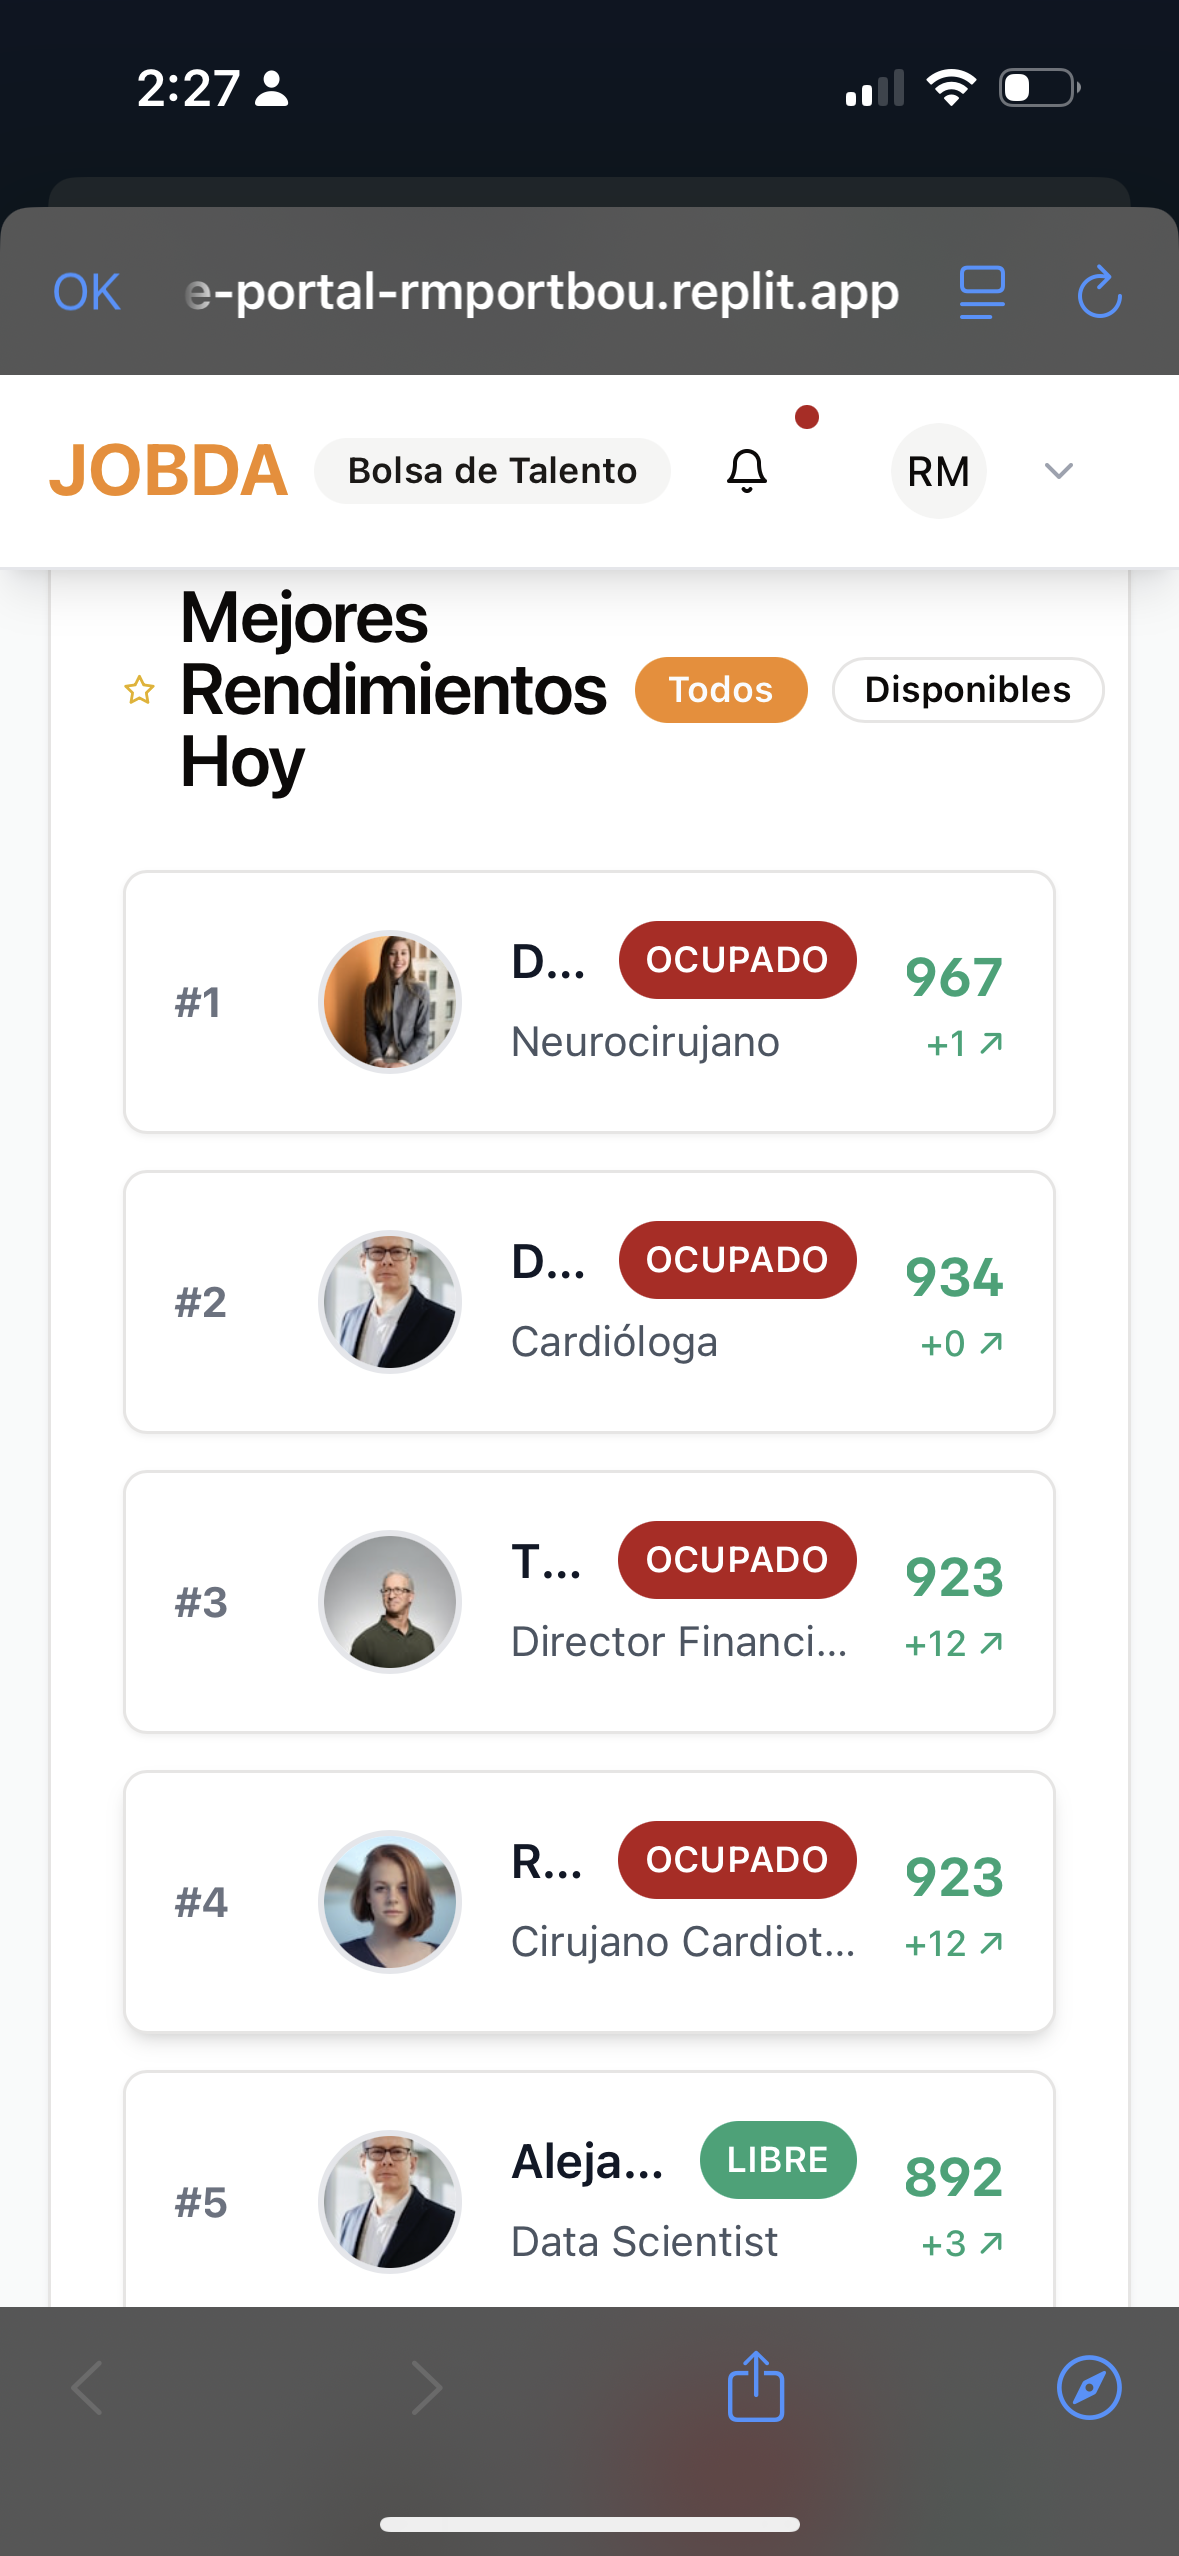 2:27
OK
e-portal-rmportbou.replit.app
JOBDA
Bolsa de Talento
RM
Mejores
Rendimientos
Hoy
Todos
Disponibles
#1
D...
OCUPADO
967
Neurocirujano
+1
#2
D...
OCUPADO
934
Cardióloga
+0
#3
T...
OCUPADO
923
Director Financi...
+12
#4
R...
OCUPADO
923
Cirujano Cardiot...
+12
#5
Aleja...
LIBRE
892
Data Scientist
+3